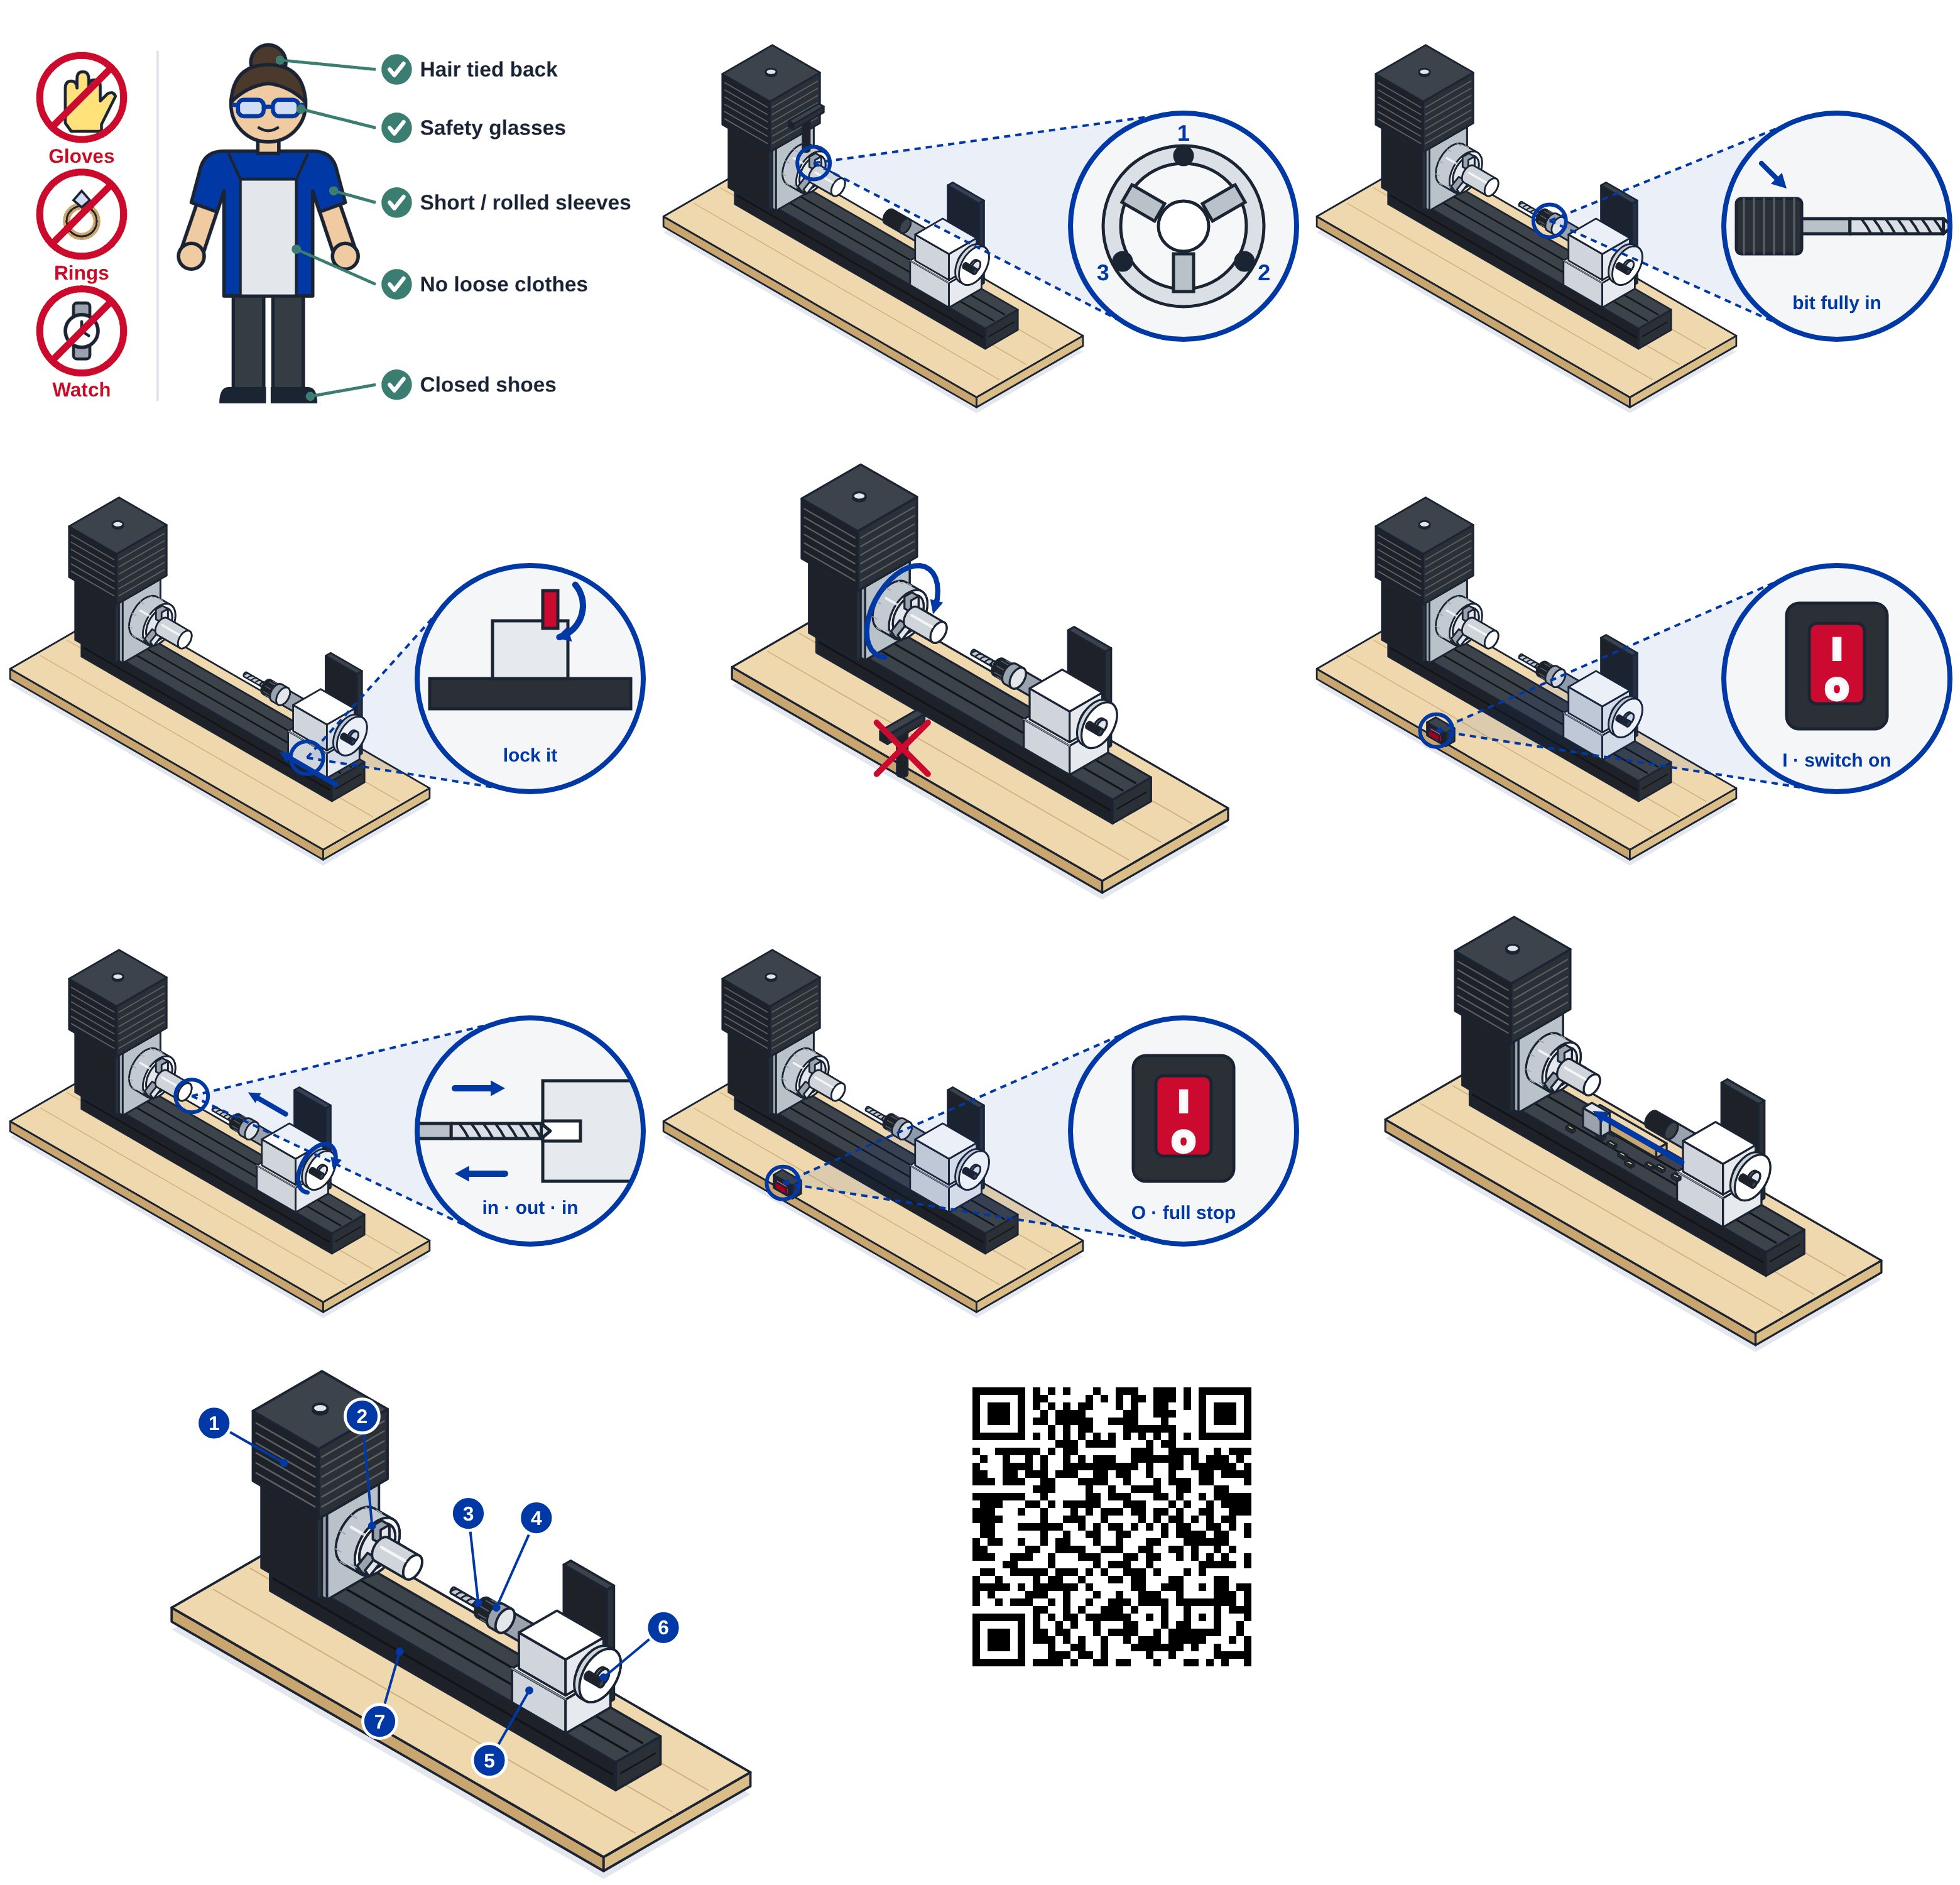 Gloves
Rings
Watch
Hair tied back
Safety glasses
Short / rolled sleeves
No loose clothes
Closed shoes
1
2
3
bit fully in
lock it
I
O
I · switch on
in · out · in
I
O
O · full stop
1
2
3
4
5
6
7